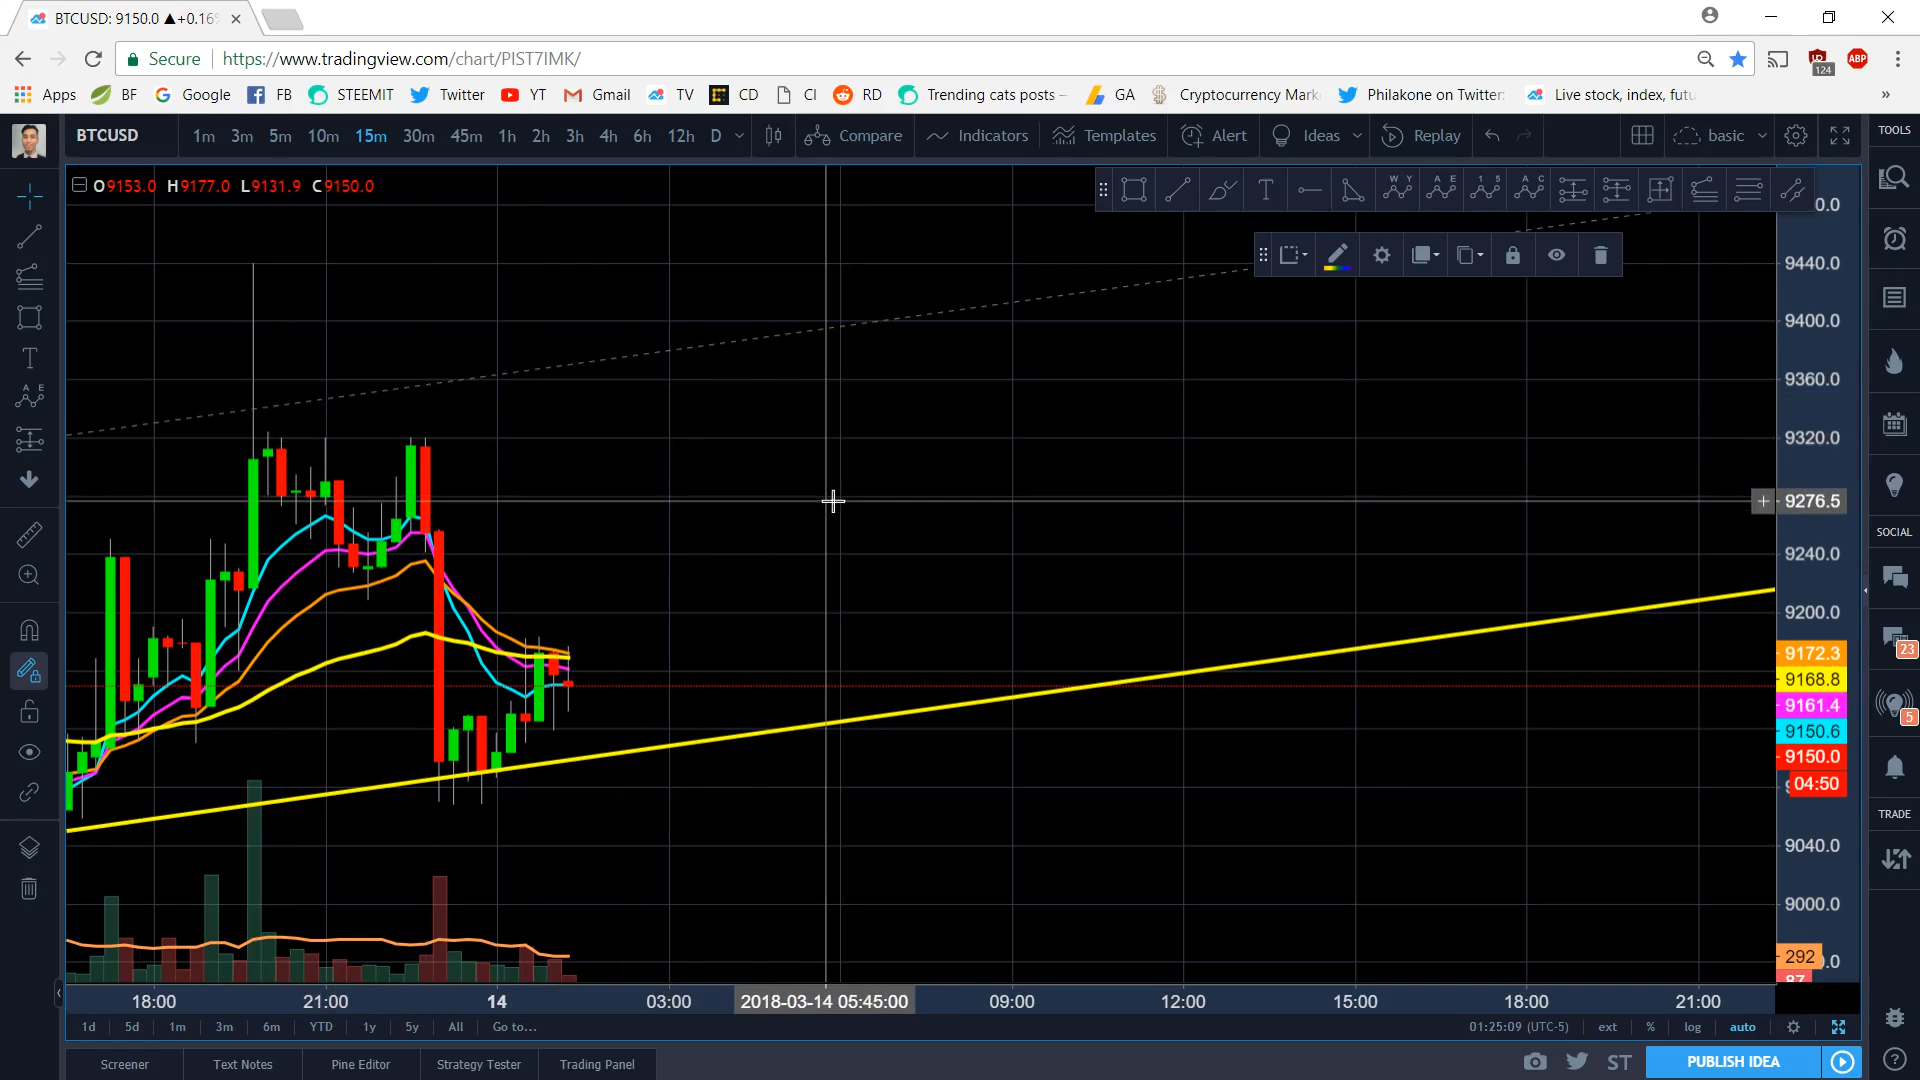 BTCUSD: 9150.0 ▲+0.16
Secure https://www.tradingview.com/chart/PIST7IMK/
124 ABP
Apps BF Google FB STEEMIT Twitter YT Gmail TV CD CI RD Trending cats posts – GA Cryptocurrency Mark Philakone on Twitter: Live stock, index, futu »
BTCUSD 1m 3m 5m 10m 15m 30m 45m 1h 2h 3h 4h 6h 12h D Compare Indicators Templates Alert Ideas Replay basic
TOOLS
O9153.0 H9177.0 L9131.9 C9150.0
9440.0
9400.0
9360.0
9320.0
9276.5
SOCIAL
9240.0
9200.0
23
9172.3
9168.8
9161.4
5
9150.6
9150.0
04:50
TRADE
9040.0
9000.0
292
87
18:00 21:00 14 03:00 2018-03-14 05:45:00 09:00 12:00 15:00 18:00 21:00
1d 5d 1m 3m 6m YTD 1y 5y All Go to... 01:25:09 (UTC-5) ext % log auto
Screener Text Notes Pine Editor Strategy Tester Trading Panel ST PUBLISH IDEA